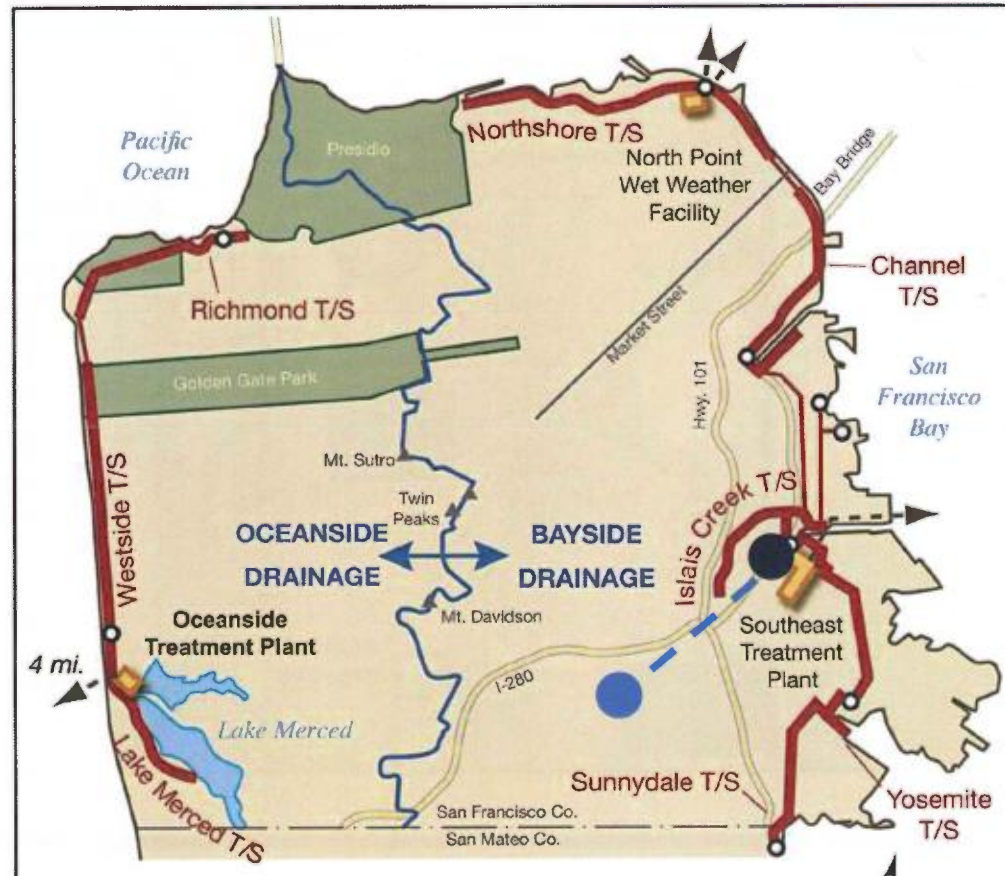 Pacific
Ocean
Presidio
Northshore T/S
North Point
Wet Weather
Facility
Bay Bridge
Richmond T/S
Channel
T/S
Market Street
Golden Gate Park
Hwy. 101
San
Francisco
Bay
Mt. Sutro
Twin
Peaks
Westside T/S
OCEANSIDE
DRAINAGE
BAYSIDE
DRAINAGE
Islais Creek T/S
Mt. Davidson
Oceanside
Treatment Plant
Southeast
Treatment
Plant
4 mi.
I-280
Lake Merced
Lake Merced T/S
Sunnydale T/S
Yosemite
T/S
San Francisco Co.
San Mateo Co.